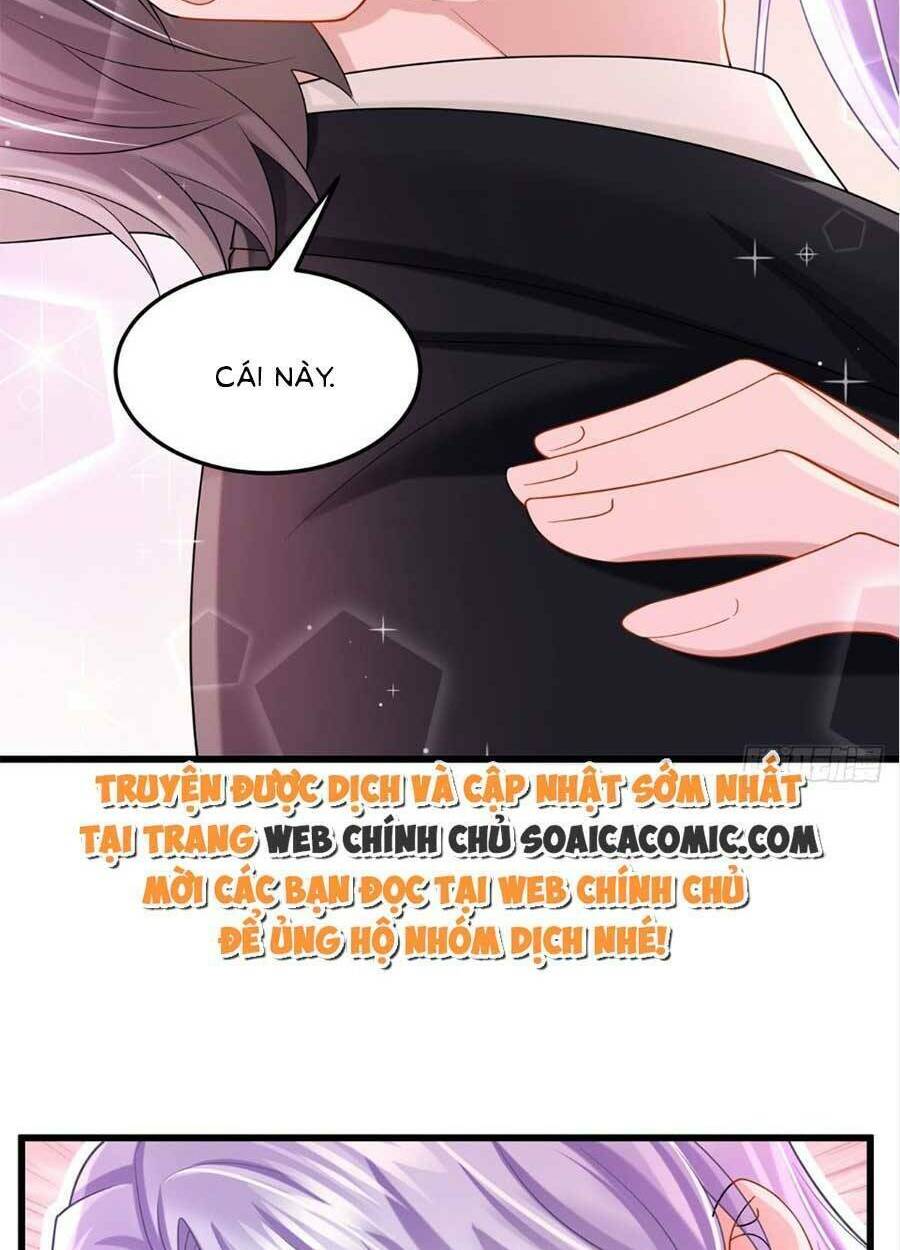 CÁI NÀY.
TRUYỆN ĐƯỢC DỊCH VÀ CẬP NHẬT SỚM NHẤT
TẠI TRANG WEB CHÍNH CHỦ SOAICACOMIC.COM
MỜI CÁC BẠN ĐỌC TẠI WEB CHÍNH CHỦ
ĐỂ ỦNG HỘ NHÓM DỊCH NHÉ!